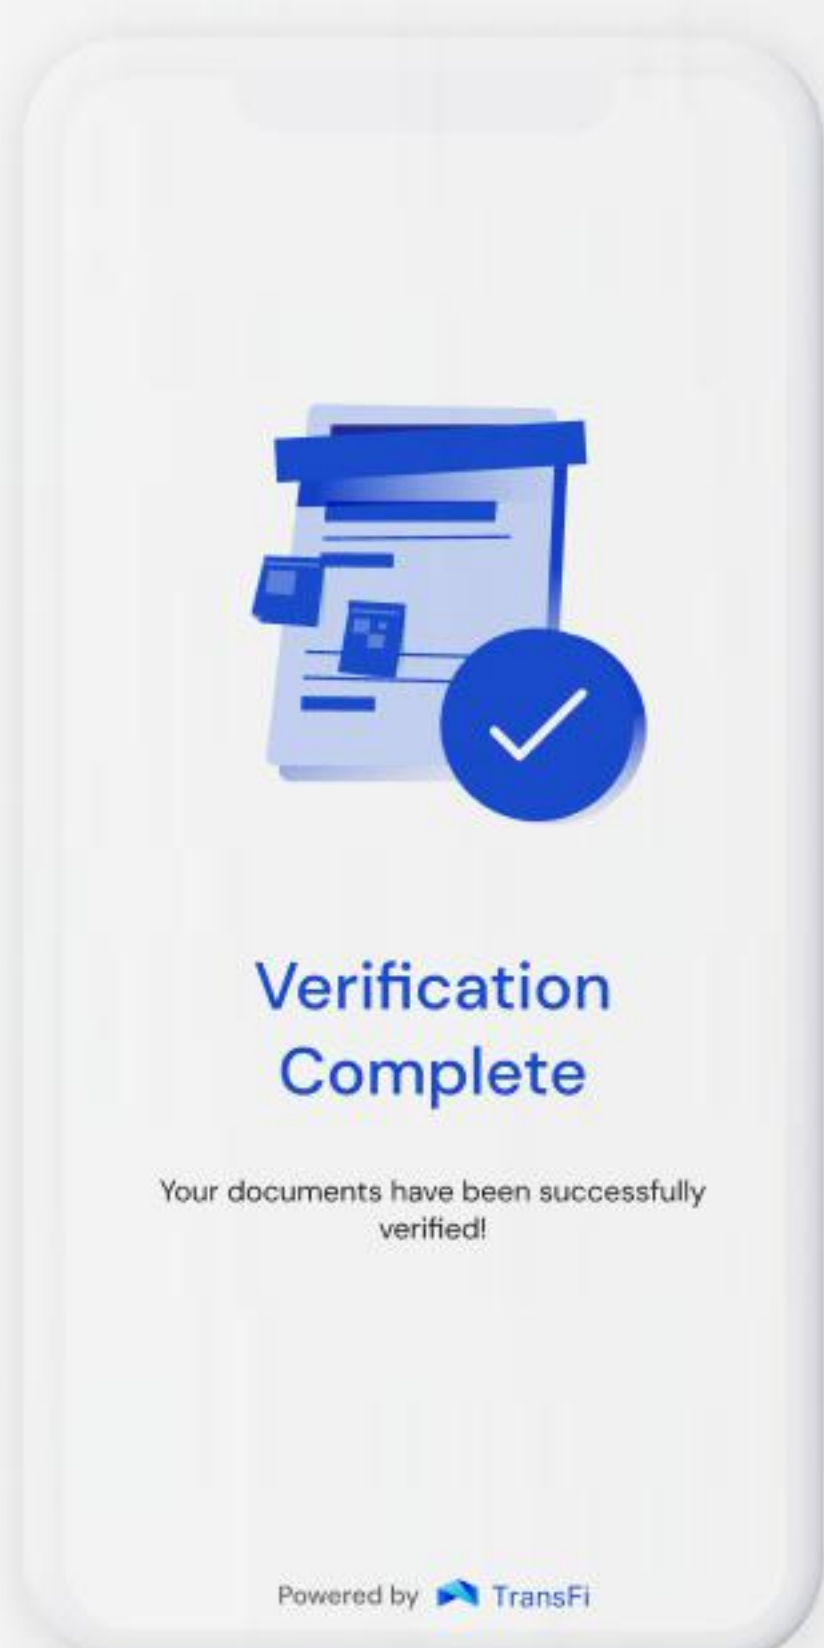 Verification
Complete
Your documents have been successfully
verified!
Powered by TransFi